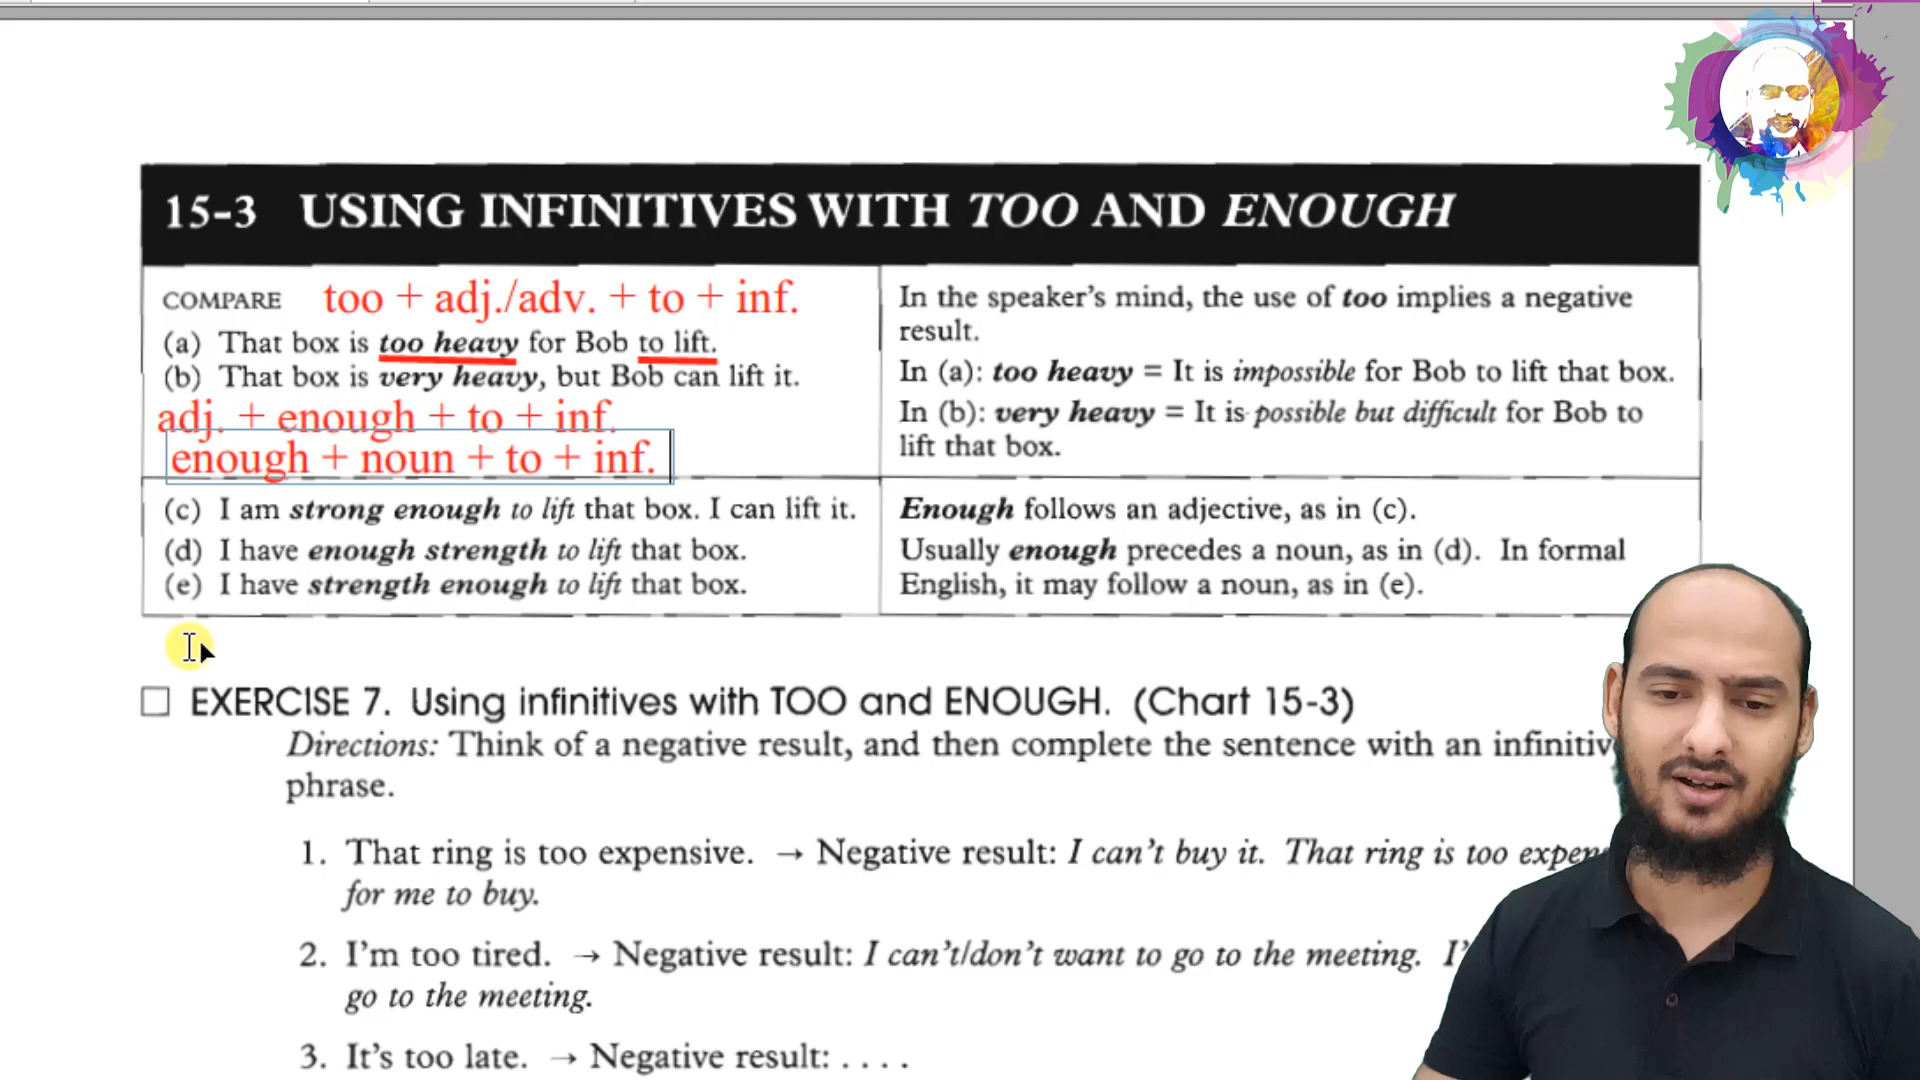 15-3 USING INFINITIVES WITH TOO AND ENOUGH
COMPARE too + adj./adv. + to + inf.
(a) That box is too heavy for Bob to lift.
(b) That box is very heavy, but Bob can lift it.
adj. + enough + to + inf.
enough + noun + to + inf.
In the speaker's mind, the use of too implies a negative
result.
In (a): too heavy = It is impossible for Bob to lift that box.
In (b): very heavy = It is possible but difficult for Bob to
lift that box.
(c) I am strong enough to lift that box. I can lift it.
(d) I have enough strength to lift that box.
(e) I have strength enough to lift that box.
Enough follows an adjective, as in (c).
Usually enough precedes a noun, as in (d). In formal
English, it may follow a noun, as in (e).
EXERCISE 7. Using infinitives with TOO and ENOUGH. (Chart 15-3)
Directions: Think of a negative result, and then complete the sentence with an
phrase.
1. That ring is too expensive. → Negative result: I can't buy it. That ring is too
for me to buy.
2. I'm too tired. → Negative result: I can't/don't want to go to the meeting.
go to the meeting.
3. It's too late. → Negative result: . . . .